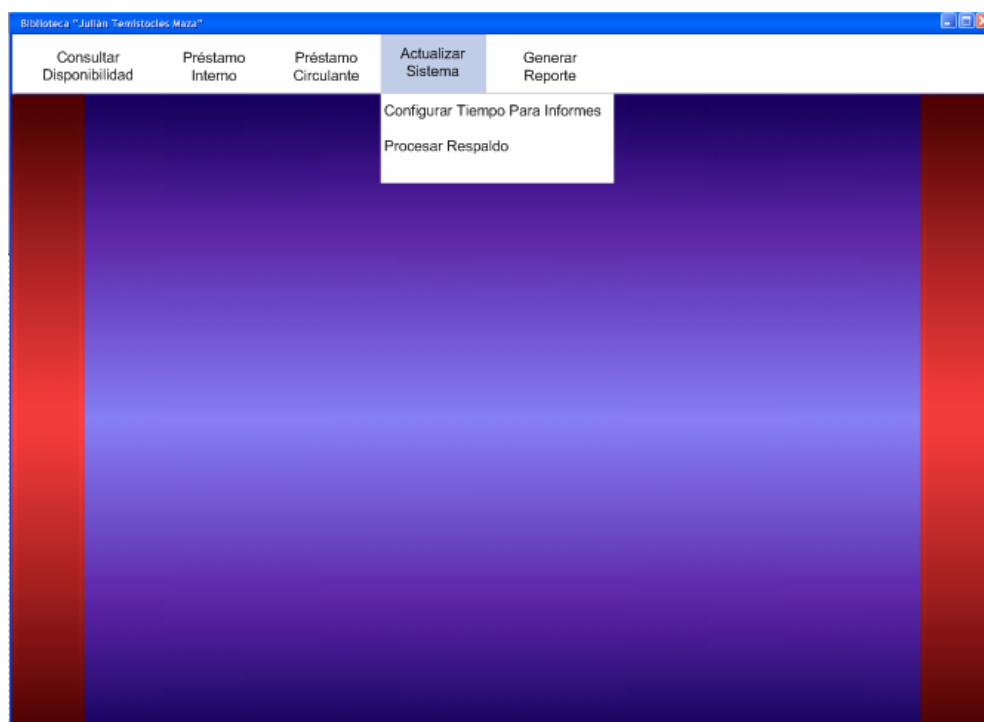 Biblioteca "Julián Temístocles Maza"
Consultar
Disponibilidad
Préstamo
Interno
Préstamo
Circulante
Actualizar
Sistema
Generar
Reporte
Configurar Tiempo Para Informes
Procesar Respaldo